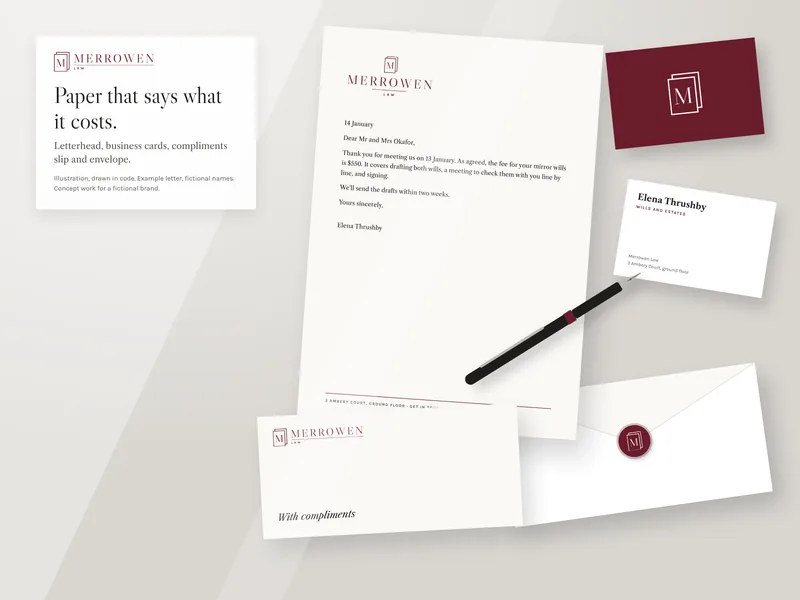 MERROWEN
LAW
Paper that says what
it costs.
Letterhead, business cards, compliments
slip and envelope.
Illustration, drawn in code. Example letter, fictional names.
Concept work for a fictional brand.
M
MERROWEN
LAW
14 January
Dear Mr and Mrs Okafor,
Thank you for meeting us on 13 January. As agreed, the fee for your mirror wills
is $550. It covers drafting both wills, a meeting to check them with you line by
line, and signing.
We'll send the drafts within two weeks.
Yours sincerely,
Elena Thrushby
3 AMBERY COURT, GROUND FLOOR · GET IN
M
Elena Thrushby
WILLS AND ESTATES
Merrowen Law
3 Ambery Court, ground floor
M
MERROWEN
LAW
With compliments
M